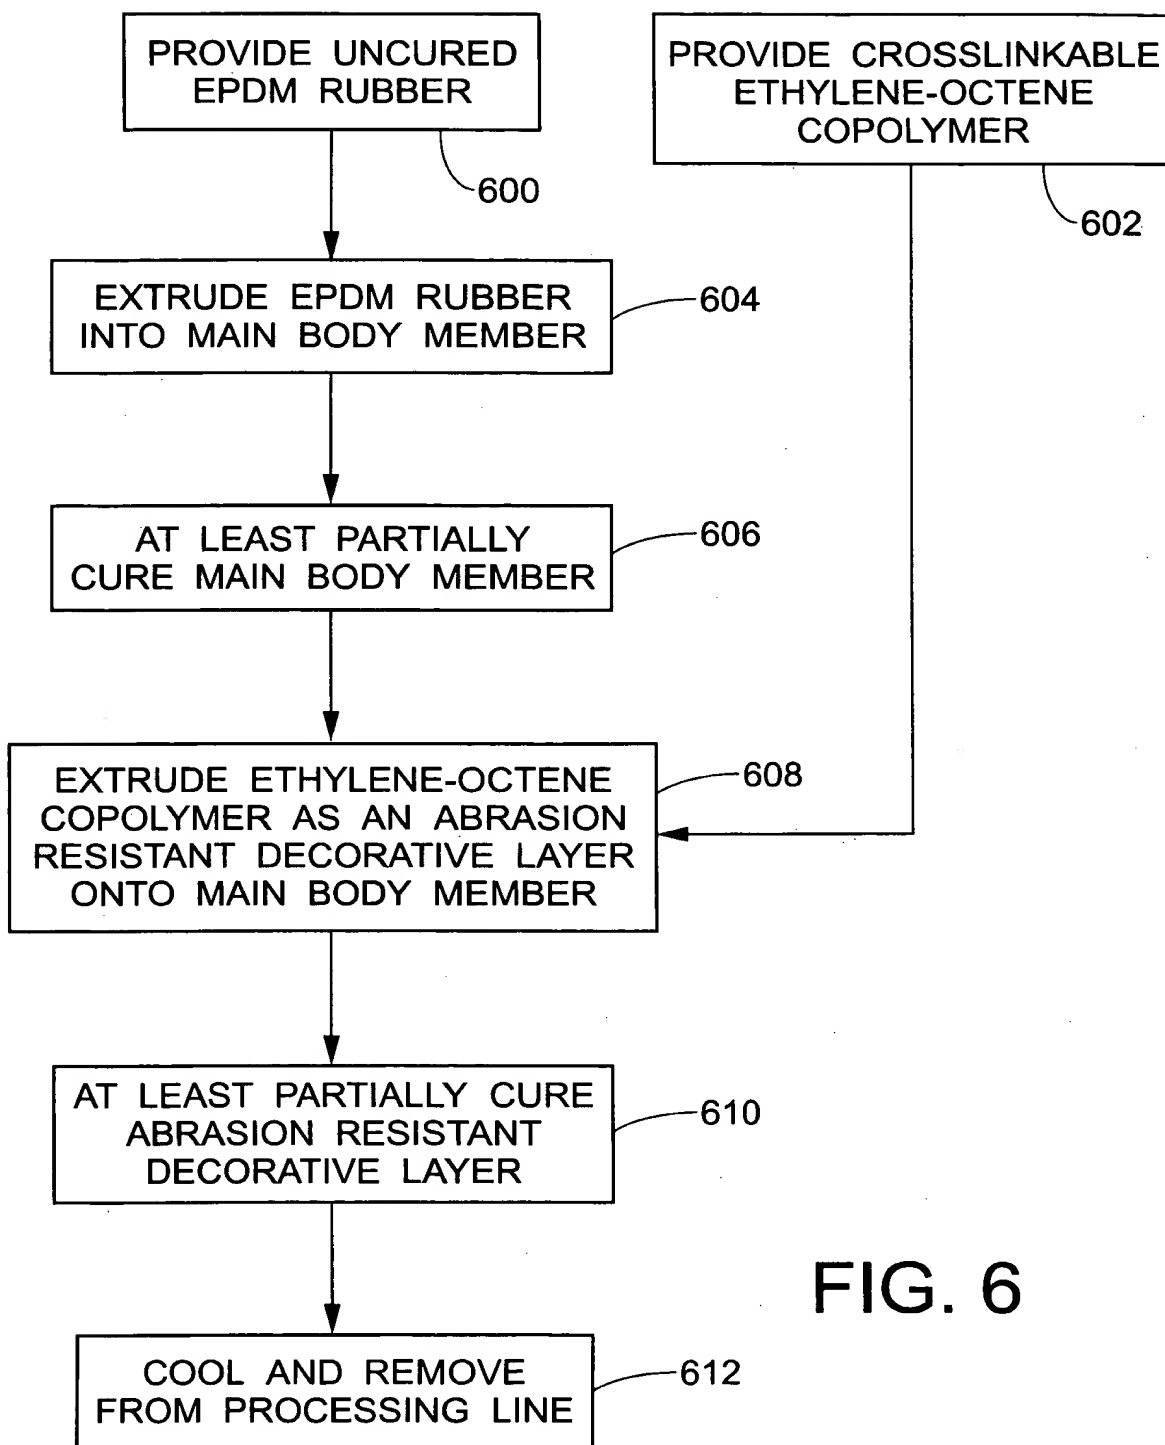 PROVIDE UNCURED
EPDM RUBBER
600
PROVIDE CROSSLINKABLE
ETHYLENE-OCTENE
COPOLYMER
602
EXTRUDE EPDM RUBBER
INTO MAIN BODY MEMBER
604
AT LEAST PARTIALLY
CURE MAIN BODY MEMBER
606
EXTRUDE ETHYLENE-OCTENE
COPOLYMER AS AN ABRASION
RESISTANT DECORATIVE LAYER
ONTO MAIN BODY MEMBER
608
AT LEAST PARTIALLY CURE
ABRASION RESISTANT
DECORATIVE LAYER
610
COOL AND REMOVE
FROM PROCESSING LINE
612
FIG. 6